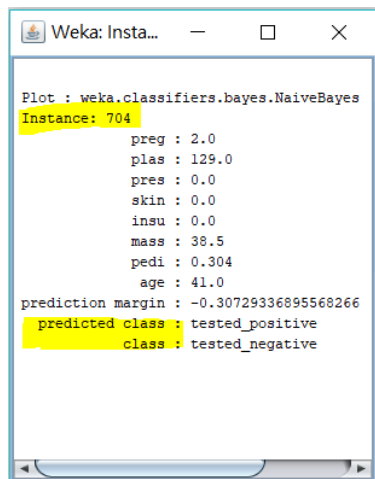 Weka: Insta...
Plot : weka.classifiers.bayes.NaiveBayes
Instance: 704
preg : 2.0
plas : 129.0
pres : 0.0
skin : 0.0
insu : 0.0
mass : 38.5
pedi : 0.304
age : 41.0
prediction margin : -0.30729336895568266
predicted class : tested_positive
class : tested_negative